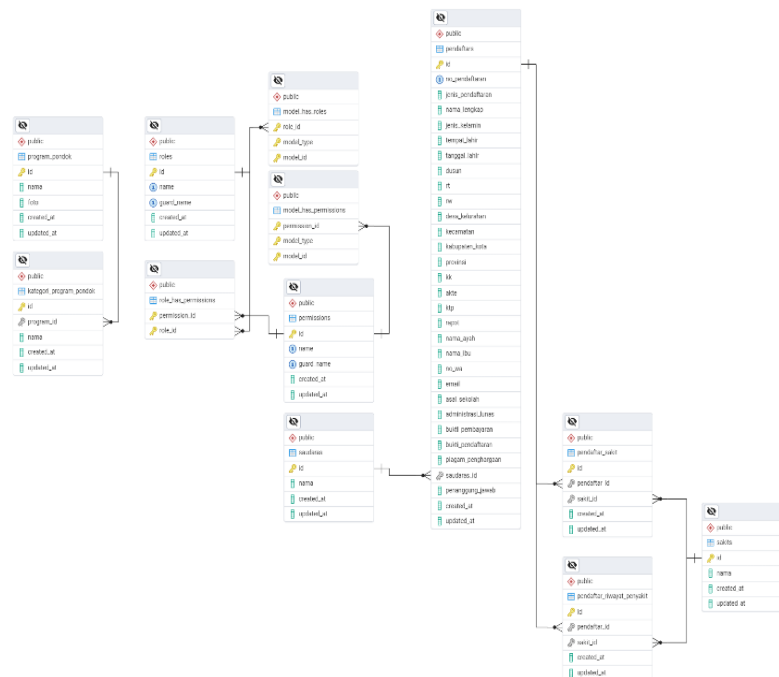 public
program_pondok
id
nama
foto
created_at
updated_at
public
kategori_program_pondok
id
program_id
nama
created_at
updated_at
public
roles
id
name
guard_name
created_at
updated_at
public
role_has_permissions
permission_id
role_id
public
model_has_roles
role_id
model_type
model_id
public
model_has_permissions
permission_id
model_type
model_id
public
permissions
id
name
guard_name
created_at
updated_at
public
saudaras
id
nama
created_at
updated_at
public
pendaftars
id
no_pendaftaran
jenis_pendaftaran
nama_lengkap
jenis_kelamin
tempat_lahir
tanggal_lahir
dusun
rt
rw
desa_kelurahan
kecamatan
kabupaten_kota
provinsi
kk
akte
ktp
rapot
nama_ayah
nama_ibu
no_wa
email
asal_sekolah
administrasi_lunas
bukti_pembayaran
bukti_pendaftaran
piagam_penghargaan
saudaras_id
penanggung_jawab
created_at
updated_at
public
pendaftar_sakit
id
pendaftar_id
sakit_id
created_at
updated_at
public
pendaftar_riwayat_penyakit
id
pendaftar_id
sakit_id
created_at
updated_at
public
sakits
id
nama
created_at
updated_at